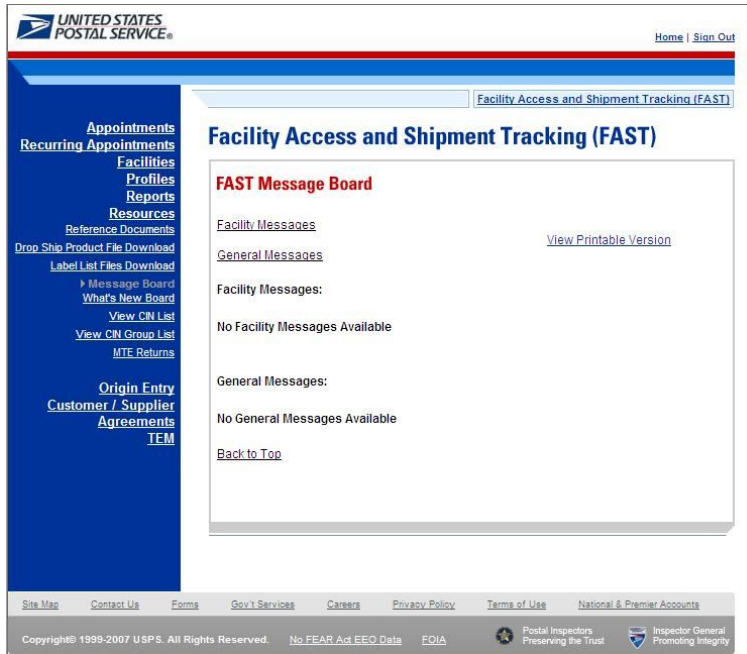 UNITED STATES
POSTAL SERVICE®
Home | Sign Out
Facility Access and Shipment Tracking (FAST)
Appointments
Recurring Appointments
Facilities
Profiles
Reports
Resources
Reference Documents
Drop Ship Product File Download
Label List Files Download
Message Board
What's New Board
View CIN List
View CIN Group List
MTE Returns
Origin Entry
Customer / Supplier
Agreements
TEM
Facility Access and Shipment Tracking (FAST)
FAST Message Board
Facility Messages
View Printable Version
General Messages
Facility Messages:
No Facility Messages Available
General Messages:
No General Messages Available
Back to Top
Site Map Contact Us Forms Gov't Services Careers Privacy Policy Terms of Use National & Premier Accounts
Copyright© 1999-2007 USPS. All Rights Reserved. No FEAR Act EEO Data FOIA
Postal Inspectors
Preserving the Trust
Inspector General
Promoting Integrity